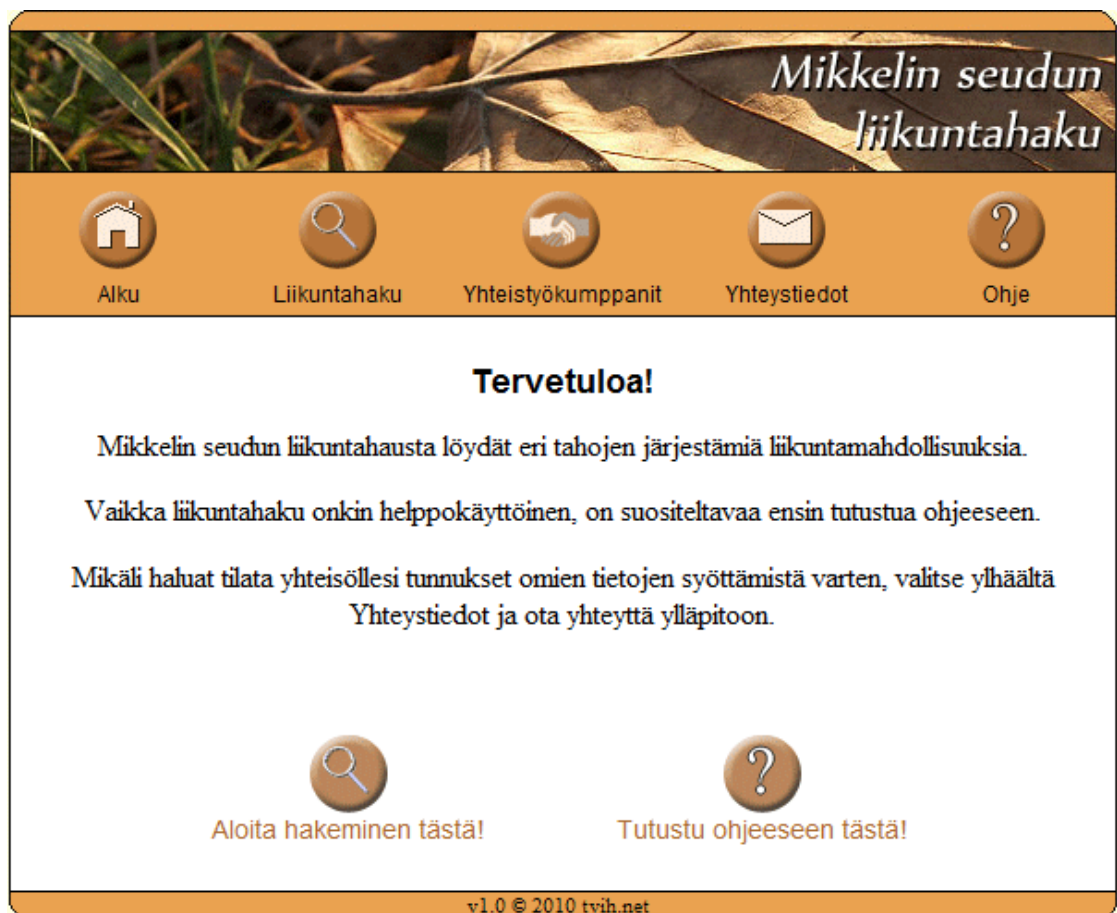 Mikkelin seudun
liikuntahaku
Alku
Liikuntahaku
Yhteistyökumppanit
Yhteystiedot
Ohje
Tervetuloa!
Mikkelin seudun liikuntahausta löydät eri tahojen järjestämiä liikuntamahdollisuuksia.
Vaikka liikuntahaku onkin helppokäyttöinen, on suositeltavaa ensin tutustua ohjeeseen.
Mikäli haluat tilata yhteisöllesi tunnukset omien tietojen syöttämistä varten, valitse ylhäältä
Yhteystiedot ja ota yhteyttä ylläpitoon.
Aloita hakeminen tästä!
Tutustu ohjeeseen tästä!
v1.0 © 2010 tvih.net